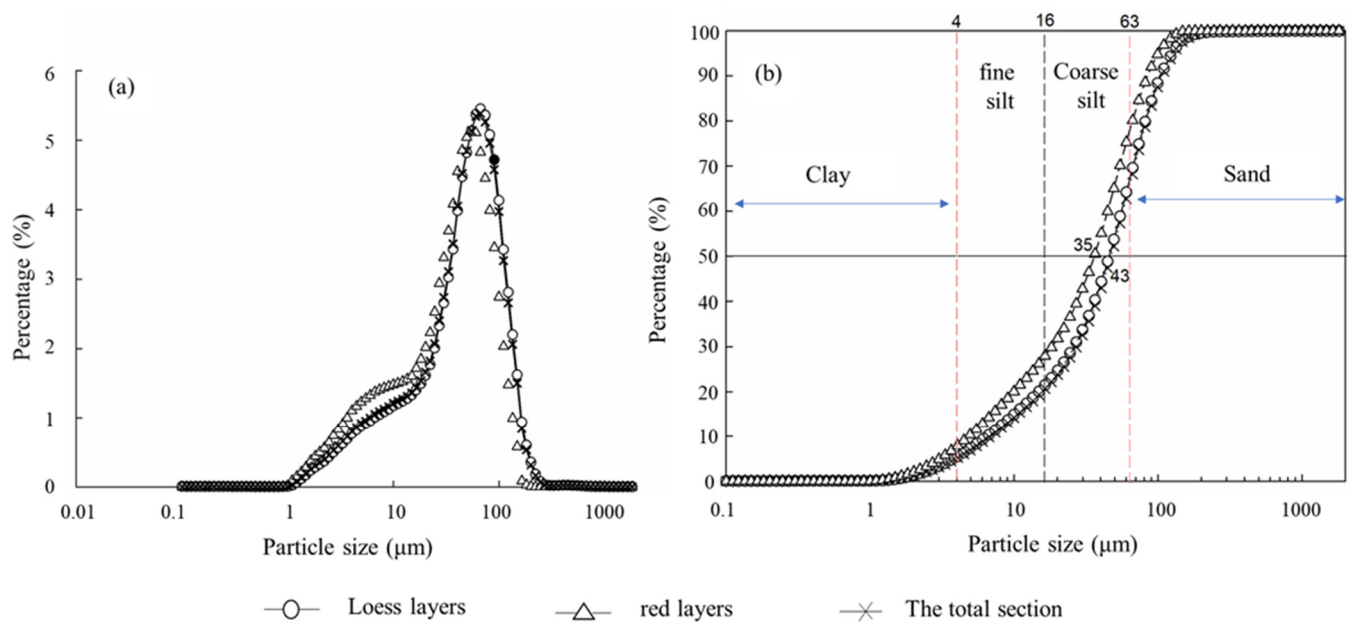 (a)
6
5
4
3
2
1
0
Percentage (%)
0.01 0.1 1 10 100 1000
Particle size (μm)
(b)
4 16 63
100
90
80
70
60
50
40
30
20
10
0
Percentage (%)
fine
silt
Coarse
silt
Clay
Sand
35
43
0.1 1 10 100 1000
Particle size (μm)
Loess layers red layers The total section